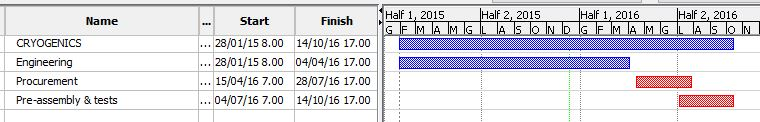 Name ... Start Finish
Half 1, 2015 Half 2, 2015 Half 1, 2016 Half 2, 2016
G F M A M G L A S O N D G F M A M G L A S O N
CRYOGENICS ... 28/01/15 8.00 14/10/16 17.00
Engineering ... 28/01/15 8.00 04/04/16 17.00
Procurement ... 15/04/16 7.00 28/07/16 17.00
Pre-assembly & tests ... 04/07/16 7.00 14/10/16 17.00